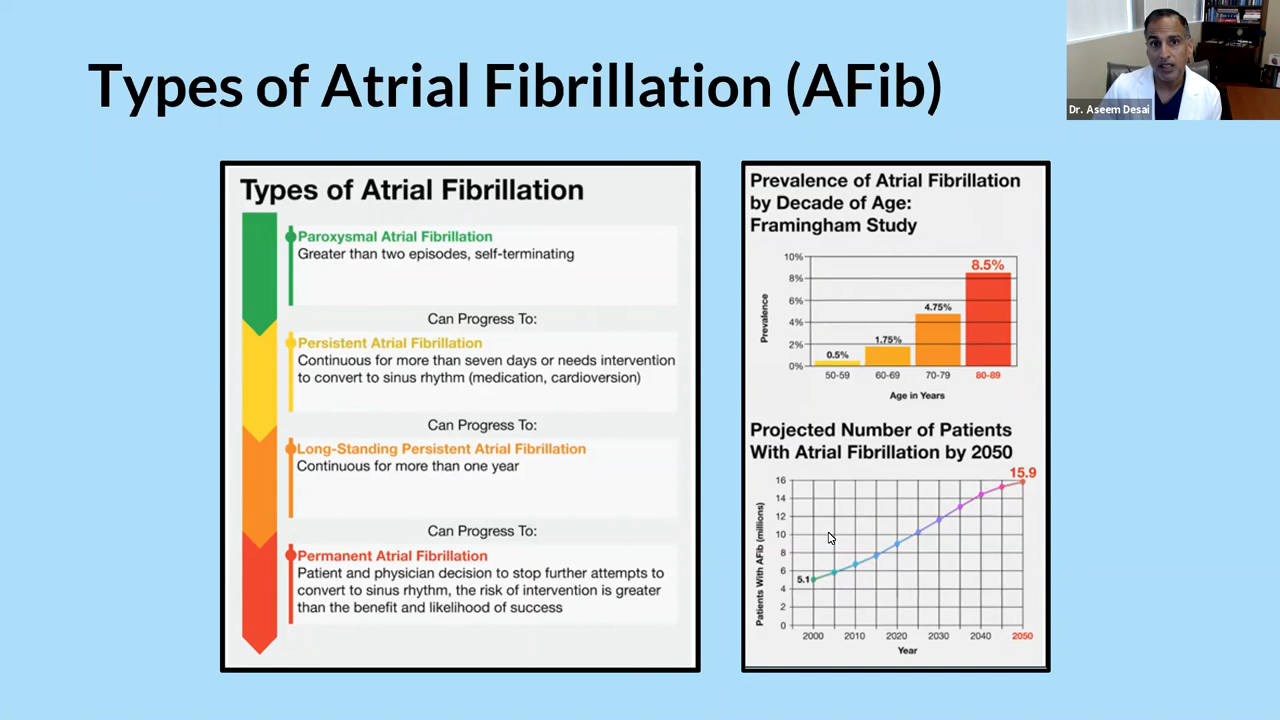 Types of Atrial Fibrillation (AFib)
Dr. Aseem Desai
Types of Atrial Fibrillation
Paroxysmal Atrial Fibrillation
Greater than two episodes, self-terminating
Can Progress To:
Persistent Atrial Fibrillation
Continuous for more than seven days or needs intervention
to convert to sinus rhythm (medication, cardioversion)
Can Progress To:
Long-Standing Persistent Atrial Fibrillation
Continuous for more than one year
Can Progress To:
Permanent Atrial Fibrillation
Patient and physician decision to stop further attempts to
convert to sinus rhythm, the risk of intervention is greater
than the benefit and likelihood of success
Prevalence of Atrial Fibrillation
by Decade of Age:
Framingham Study
Prevalence
10%
8%
6%
4%
2%
0%
0.5%
1.75%
4.75%
8.5%
50-59 60-69 70-79 80-89
Age in Years
Projected Number of Patients
With Atrial Fibrillation by 2050
Patients With AFib (millions)
16
14
12
10
8
6
4
2
0
5.1
15.9
2000 2010 2020 2030 2040 2050
Year